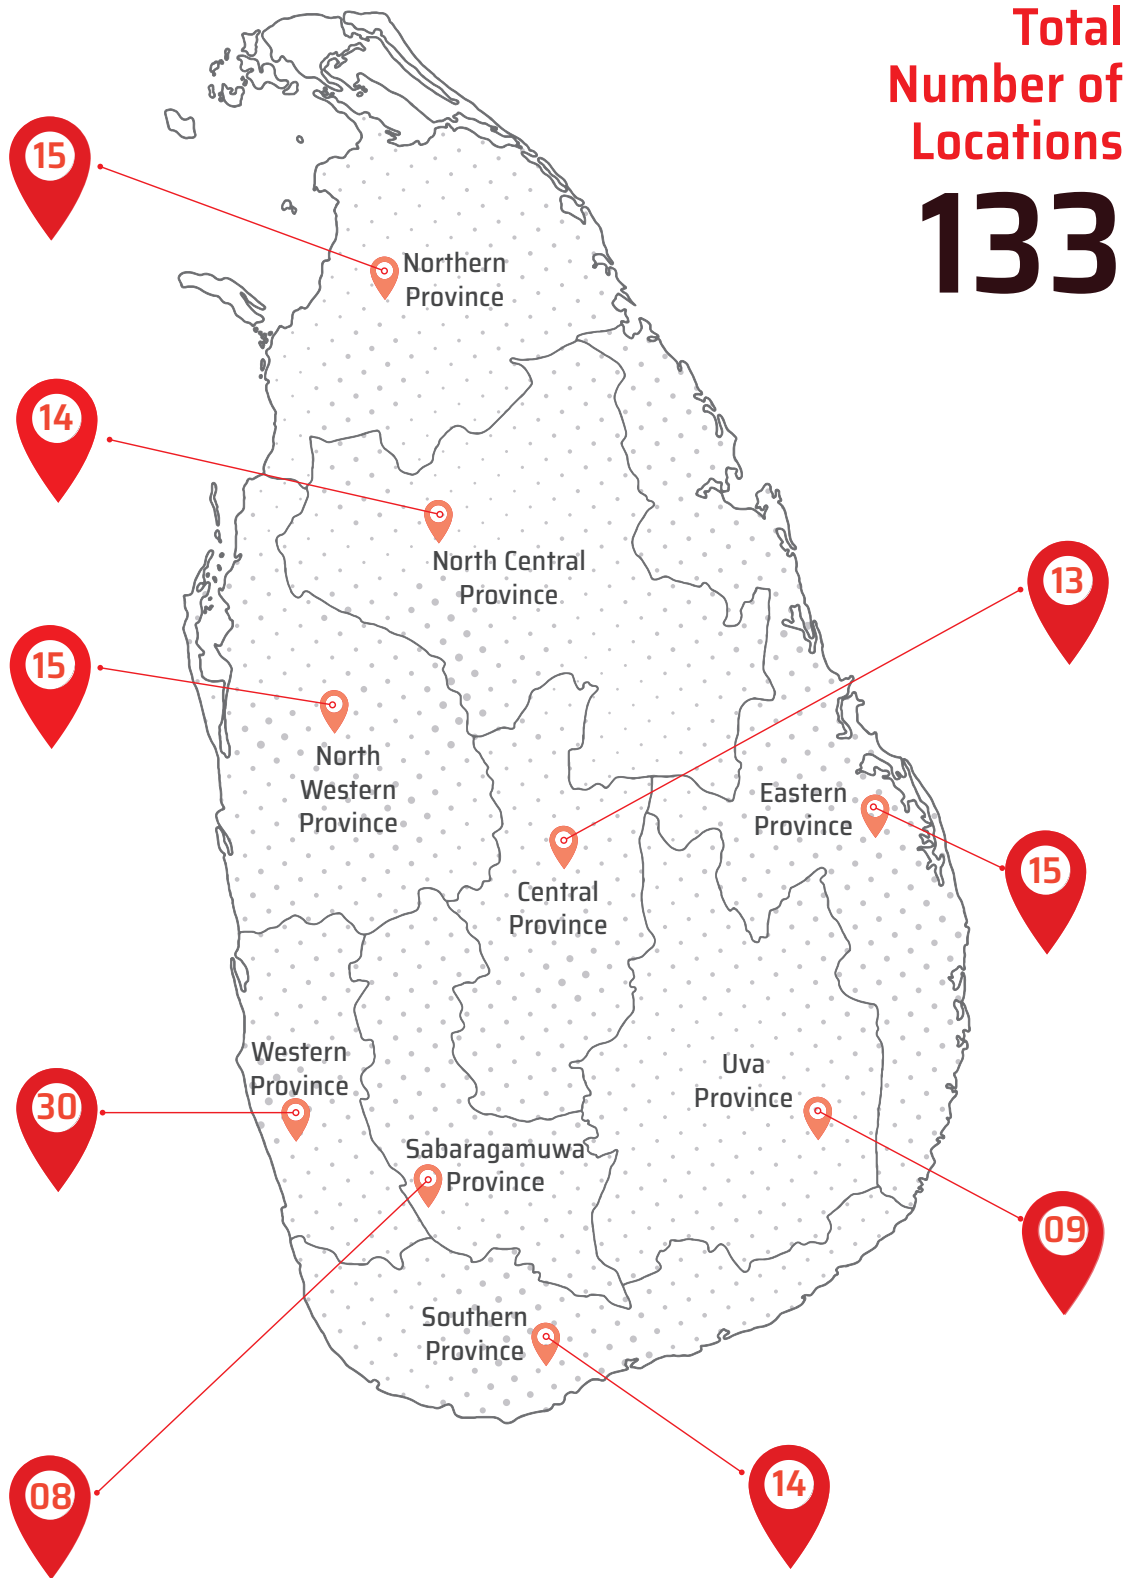 Total
Number of
Locations
133
15
Northern
Province
14
North Central
Province
13
15
North
Western
Province
Eastern
Province
15
Central
Province
30
Western
Province
Uva
Province
09
Sabaragamuwa
Province
08
Southern
Province
14